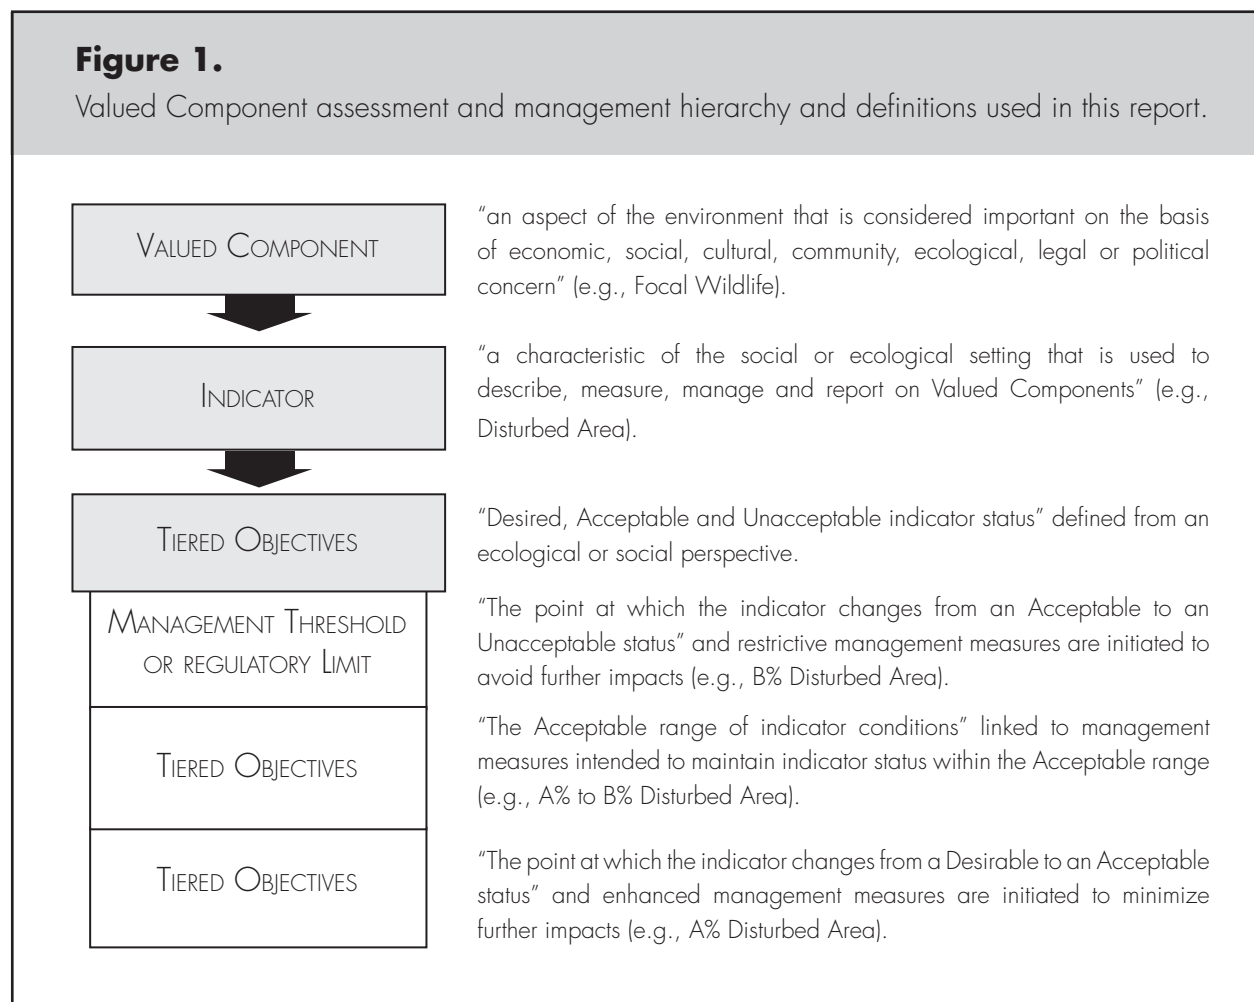 Figure 1.
Valued Component assessment and management hierarchy and definitions used in this report.
VALUED COMPONENT
“an aspect of the environment that is considered important on the basis
of economic, social, cultural, community, ecological, legal or political
concern” (e.g., Focal Wildlife).
INDICATOR
“a characteristic of the social or ecological setting that is used to
describe, measure, manage and report on Valued Components” (e.g.,
Disturbed Area).
TIERED OBJECTIVES
“Desired, Acceptable and Unacceptable indicator status” defined from an
ecological or social perspective.
MANAGEMENT THRESHOLD
OR REGULATORY LIMIT
“The point at which the indicator changes from an Acceptable to an
Unacceptable status” and restrictive management measures are initiated to
avoid further impacts (e.g., B% Disturbed Area).
TIERED OBJECTIVES
“The Acceptable range of indicator conditions” linked to management
measures intended to maintain indicator status within the Acceptable range
(e.g., A% to B% Disturbed Area).
TIERED OBJECTIVES
“The point at which the indicator changes from a Desirable to an Acceptable
status” and enhanced management measures are initiated to minimize
further impacts (e.g., A% Disturbed Area).